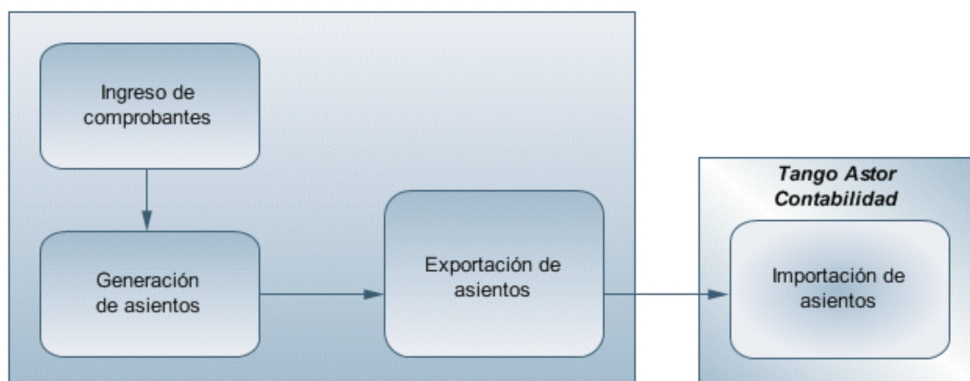 Ingreso de
comprobantes
Generación
de asientos
Exportación de
asientos
Tango Astor
Contabilidad
Importación de
asientos